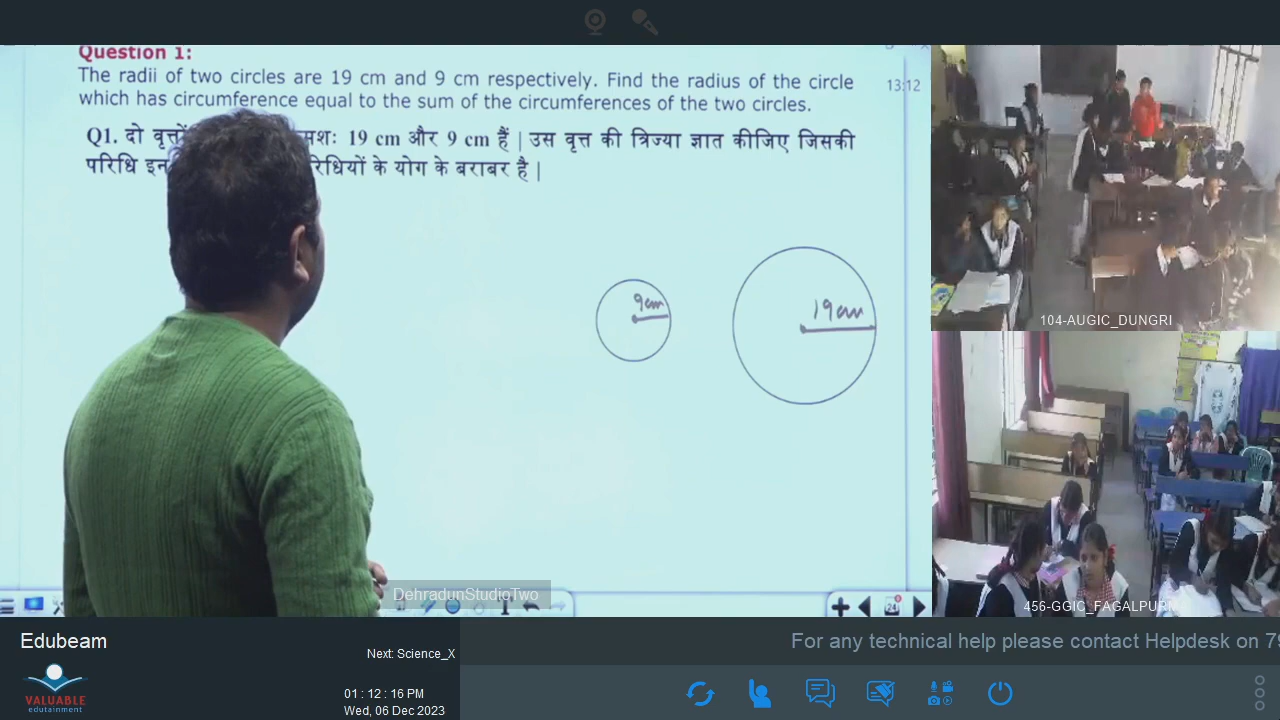 Question 1:
The radii of two circles are 19 cm and 9 cm respectively. Find the radius of the circle
which has circumference equal to the sum of the circumferences of the two circles.
13:12
Q1. दो वृत्तों 19 cm और 9 cm हैं | उस वृत्त की त्रिज्या ज्ञात कीजिए जिसकी
परिधि के योग के बराबर है |
9cm
19cm
104-AUGIC_DUNGRI
DehradunStudioTwo
456-GGIC_FAGALPURN
Edubeam
Next: Science_X
For any technical help please contact Helpdesk on 79
VALUABLE
edutainment
01 : 12 : 16 PM
Wed, 06 Dec 2023